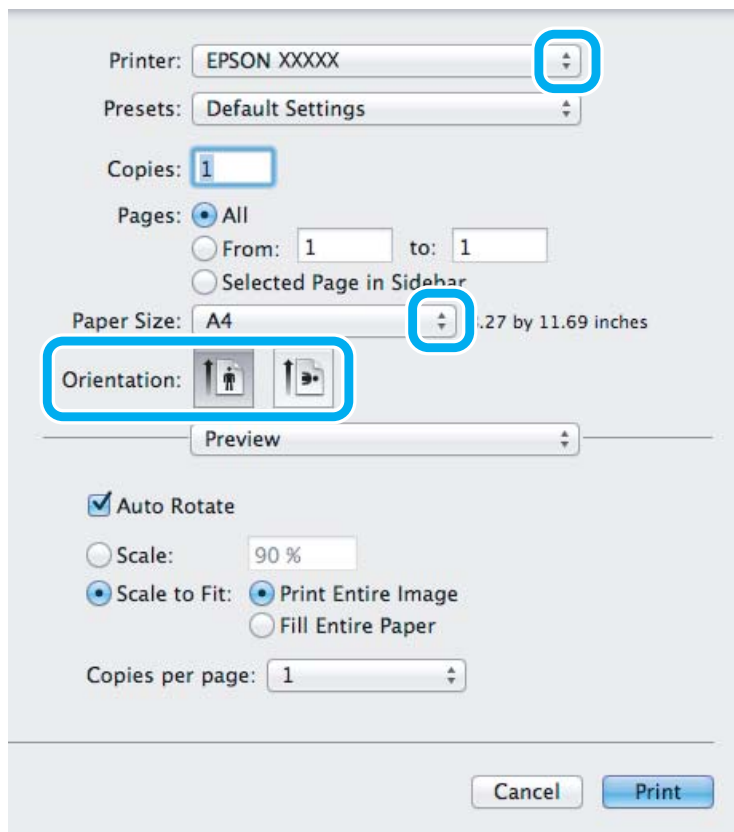 Printer: EPSON XXXXX
Presets: Default Settings
Copies: 1
Pages: All
From: 1 to: 1
Selected Page in Sidebar
Paper Size: A4 .27 by 11.69 inches
Orientation:
Preview
Auto Rotate
Scale: 90 %
Scale to Fit: Print Entire Image
Fill Entire Paper
Copies per page: 1
Cancel Print